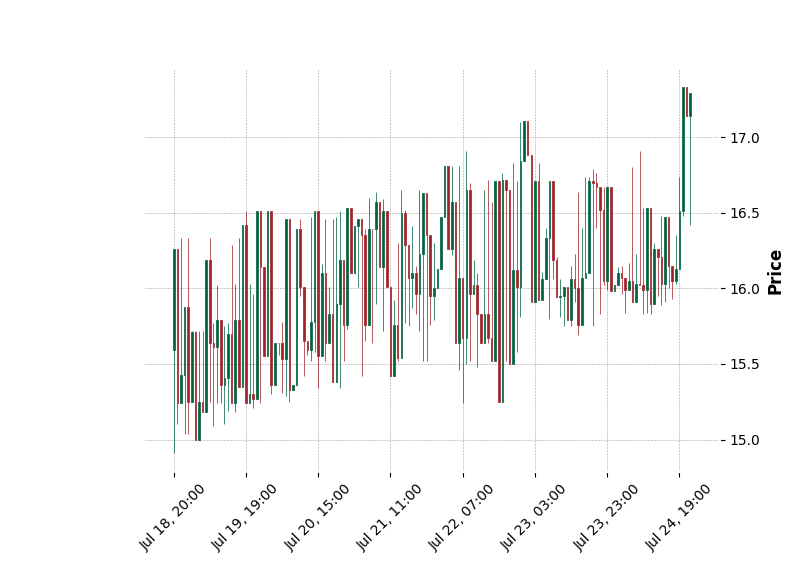 17.0
16.5
16.0
15.5
15.0
Price
Jul 18, 20:00
Jul 19, 19:00
Jul 20, 15:00
Jul 21, 11:00
Jul 22, 07:00
Jul 23, 03:00
Jul 23, 23:00
Jul 24, 19:00